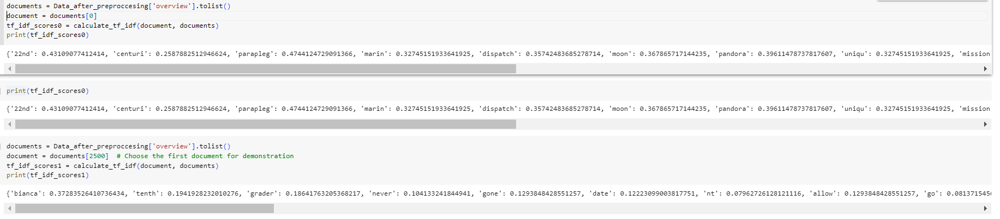 documents = Data_after_preproccesing['overview'].tolist()
document = documents[0]
tf_idf_scores0 = calculate_tf_idf(document, documents)
print(tf_idf_scores0)
{'22nd': 0.43109077412414, 'centuri': 0.2587882512946624, 'parapleg': 0.4744124729091366, 'marin': 0.32745151933641925, 'dispatch': 0.35742483685278714, 'moon': 0.367865717144235, 'pandora': 0.39611478737817607, 'uniqu': 0.32745151933641925, 'mission
print(tf_idf_scores0)
{'22nd': 0.43109077412414, 'centuri': 0.2587882512946624, 'parapleg': 0.4744124729091366, 'marin': 0.32745151933641925, 'dispatch': 0.35742483685278714, 'moon': 0.367865717144235, 'pandora': 0.39611478737817607, 'uniqu': 0.32745151933641925, 'mission
documents = Data_after_preproccesing['overview'].tolist()
document = documents[2500]  # Choose the first document for demonstration
tf_idf_scores1 = calculate_tf_idf(document, documents)
print(tf_idf_scores1)
{'bianca': 0.37283526410736434, 'tenth': 0.1941928232010276, 'grader': 0.18641763205368217, 'never': 0.104133241844941, 'gone': 0.1293848428551257, 'date': 0.12223099003817751, 'nt': 0.07962726128121116, 'allow': 0.1293848428551257, 'go': 0.081371545